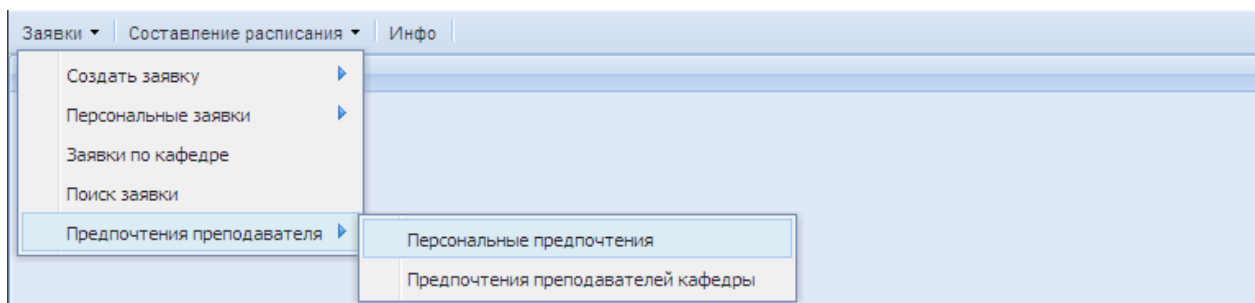 Заявки Составление расписания Инфо
Создать заявку
Персональные заявки
Заявки по кафедре
Поиск заявки
Предпочтения преподавателя
Персональные предпочтения
Предпочтения преподавателей кафедры